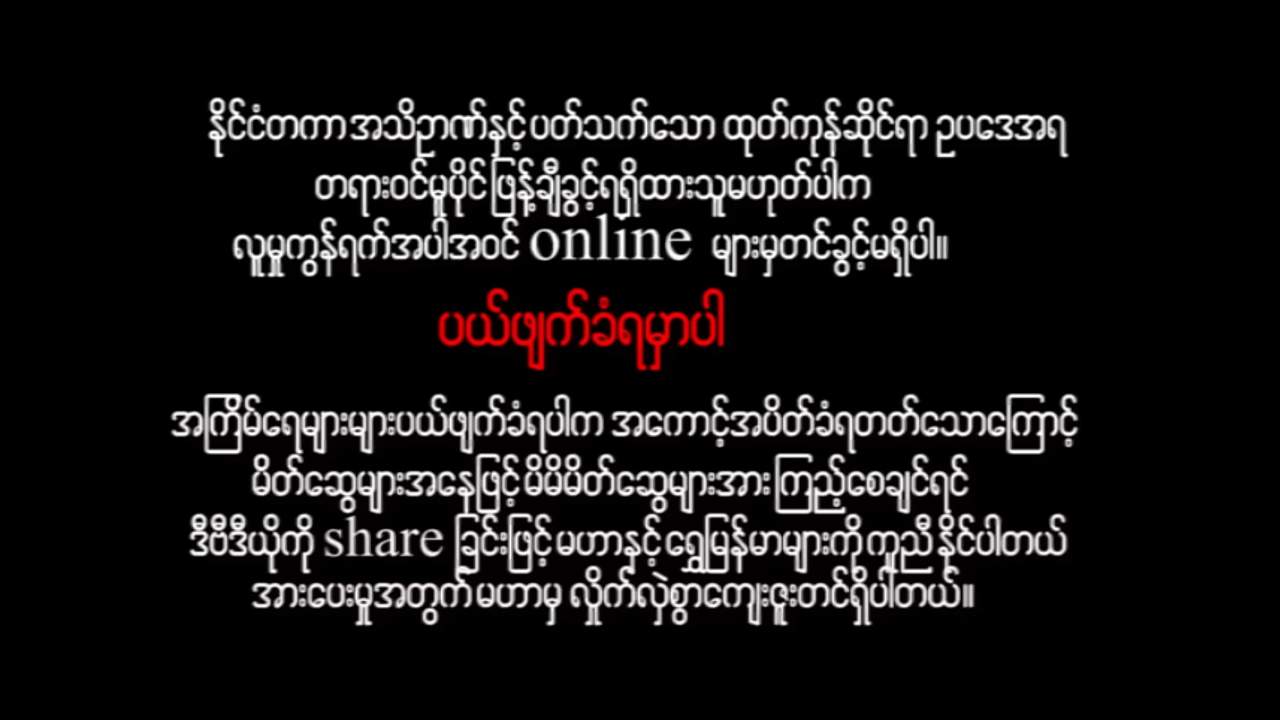 နိုင်ငံတကာ အသိဉာဏ်နှင့် ပတ်သက်သော ထုတ်ကုန်ဆိုင်ရာ ဥပဒေအရ
တရားဝင်မူပိုင် ဖြန့်ချီခွင့်ရရှိထားသူမဟုတ်ပါက
လူမှုကွန်ရက်အပါအဝင် online များမှတင်ခွင့်မရှိပါ။
ပယ်ဖျက်ခံရမှာပါ
အကြိမ်ရေများများပယ်ဖျက်ခံရပါက အကောင့်အပိတ်ခံရတတ်သောကြောင့်
မိတ်ဆွေများအနေဖြင့် မိမိမိတ်ဆွေများအား ကြည့်စေချင်ရင်
ဒီဗီဒီယိုကို share ခြင်းဖြင့် မဟာနှင့် ရွှေမြန်မာများကို ကူညီ နိုင်ပါတယ်
အားပေးမှုအတွက် မဟာမှ လှိုက်လှဲစွာကျေးဇူးတင်ရှိပါတယ်။